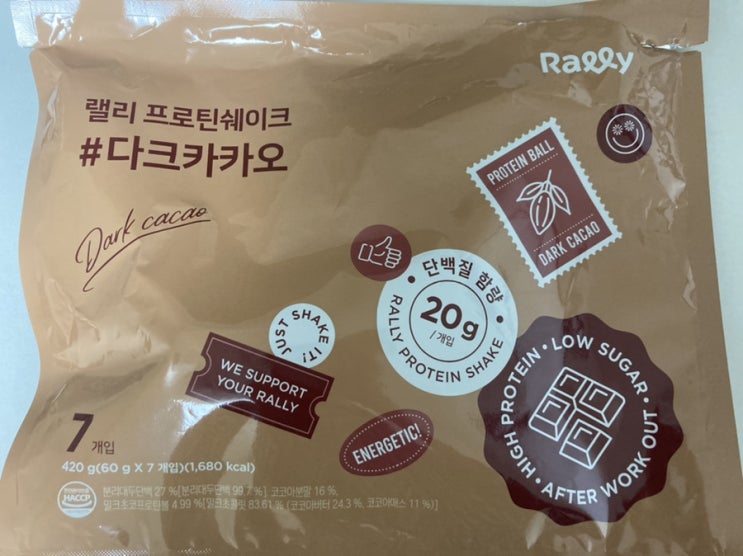 Rally
랠리 프로틴쉐이크
#다크카카오
Dark cacao
PROTEIN BALL
DARK CACAO
단백질 함량
20g
/개입
RALLY PROTEIN SHAKE
JUST SHAKE IT!
WE SUPPORT
YOUR RALLY
HIGH PROTEIN • LOW SUGAR • AFTER WORK OUT •
ENERGETIC!
7 개입
420 g(60 g X 7 개입)(1,680 kcal)
HACCP
분리대두단백 27 %[분리대두단백 99.7 %], 코코아분말 16 %,
밀크초코프로틴볼 4.99 %[밀크초콜릿 83.61 % (코코아버터 24.3 %, 코코아매스 11 %)]